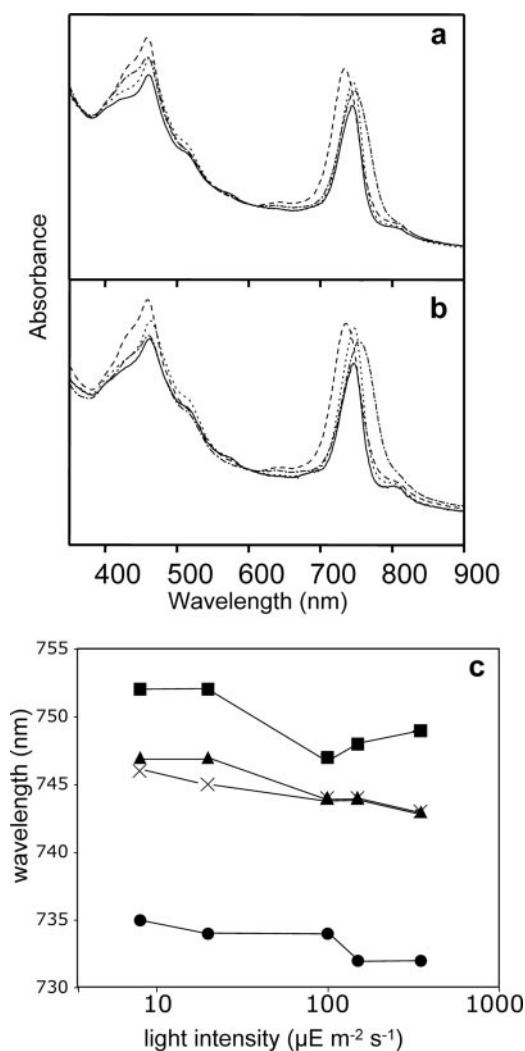 a
b
Absorbance
400 500 600 700 800 900
Wavelength (nm)
c
755
750
745
742
735
730
wavelength (nm)
10 100 1000
light intensity (µE m-2 s-1)